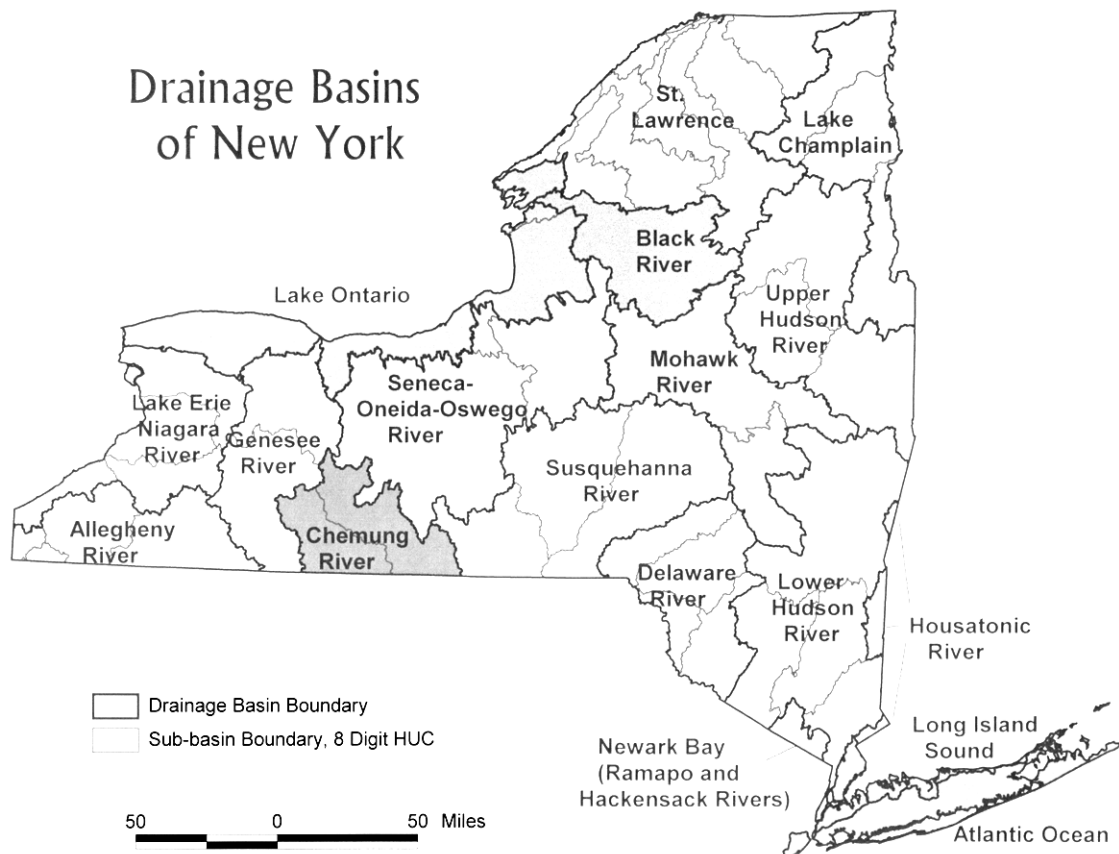 Drainage Basins
of New York
St.
Lawrence
Lake
Champlain
Black
River
Lake Ontario
Upper
Hudson
River
Mohawk
River
Seneca-
Oneida-Oswego
River
Lake Erie
Niagara
River
Genesee
River
Susquehanna
River
Allegheny
River
Chemung
River
Delaware
River
Lower
Hudson
River
Housatonic
River
Drainage Basin Boundary
Sub-basin Boundary, 8 Digit HUC
Long Island
Sound
Newark Bay
(Ramapo and
Hackensack Rivers)
50 0 50 Miles
Atlantic Ocean